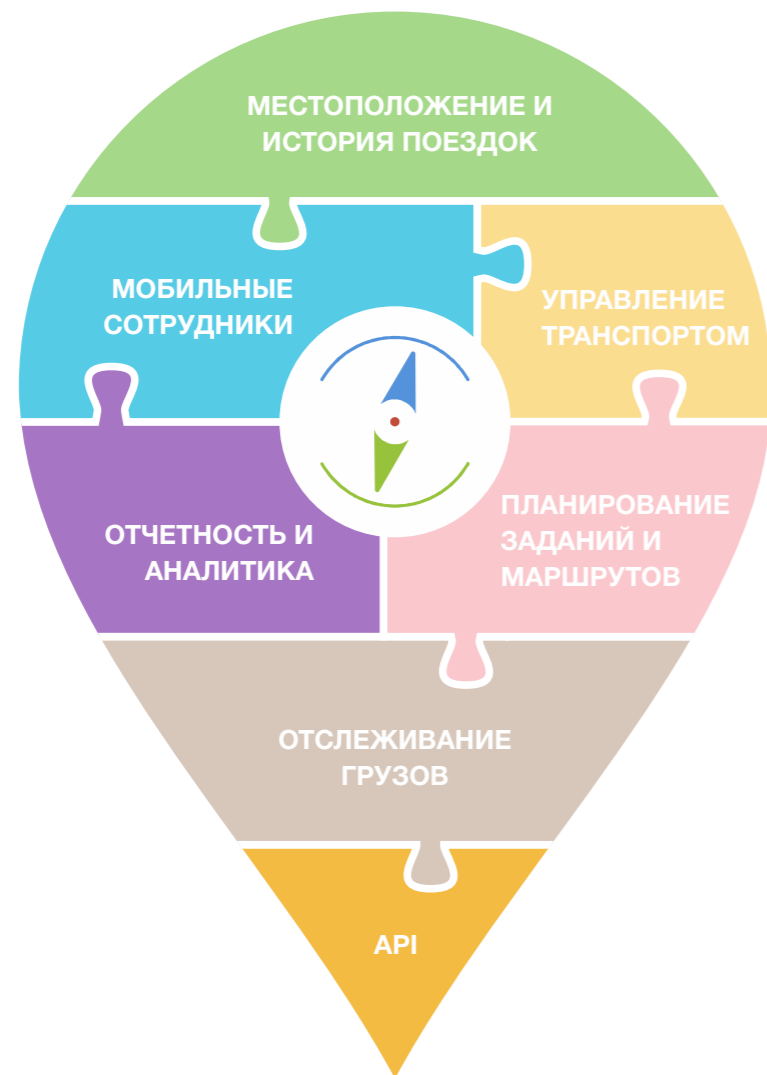 МЕСТОПОЛОЖЕНИЕ И
ИСТОРИЯ ПОЕЗДОК
МОБИЛЬНЫЕ
СОТРУДНИКИ
УПРАВЛЕНИЕ
ТРАНСПОРТОМ
ОТЧЕТНОСТЬ И
АНАЛИТИКА
ПЛАНИРОВАНИЕ
ЗАДАНИЙ И
МАРШРУТОВ
ОТСЛЕЖИВАНИЕ
ГРУЗОВ
API